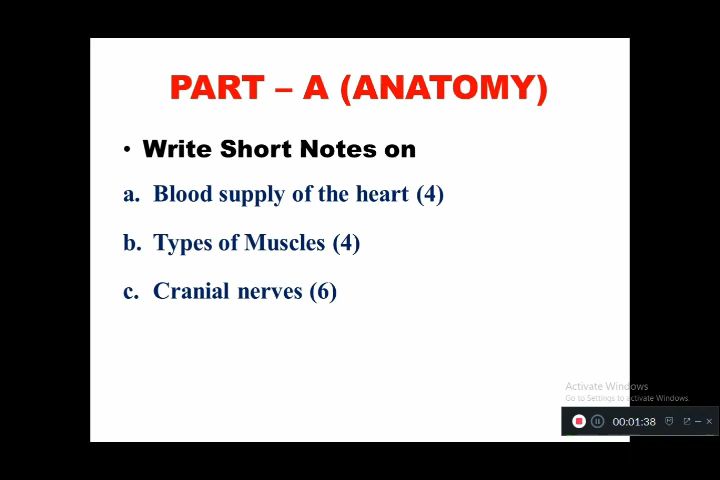 PART – A (ANATOMY)
• Write Short Notes on
a. Blood supply of the heart (4)
b. Types of Muscles (4)
c. Cranial nerves (6)
Activate Windows
Go to Settings to activate Windows.
00:01:38